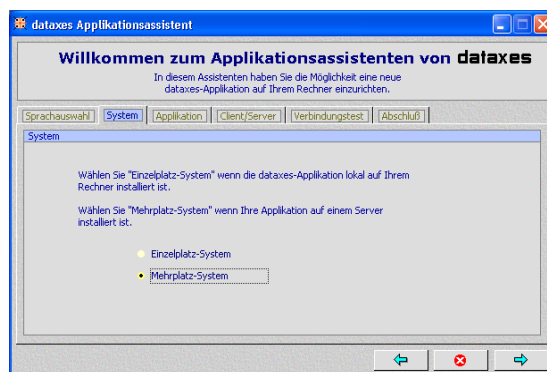 dataxes Applikationsassistent
Willkommen zum Applikationsassistenten von dataxes
In diesem Assistenten haben Sie die Möglichkeit eine neue
dataxes-Applikation auf Ihrem Rechner einzurichten.
Sprachauswahl System Applikation Client/Server Verbindungstest Abschluß
System
Wählen Sie "Einzelplatz-System" wenn die dataxes-Applikation lokal auf Ihrem
Rechner installiert ist.
Wählen Sie "Mehrplatz-System" wenn Ihre Applikation auf einem Server
installiert ist.
Einzelplatz-System
Mehrplatz-System